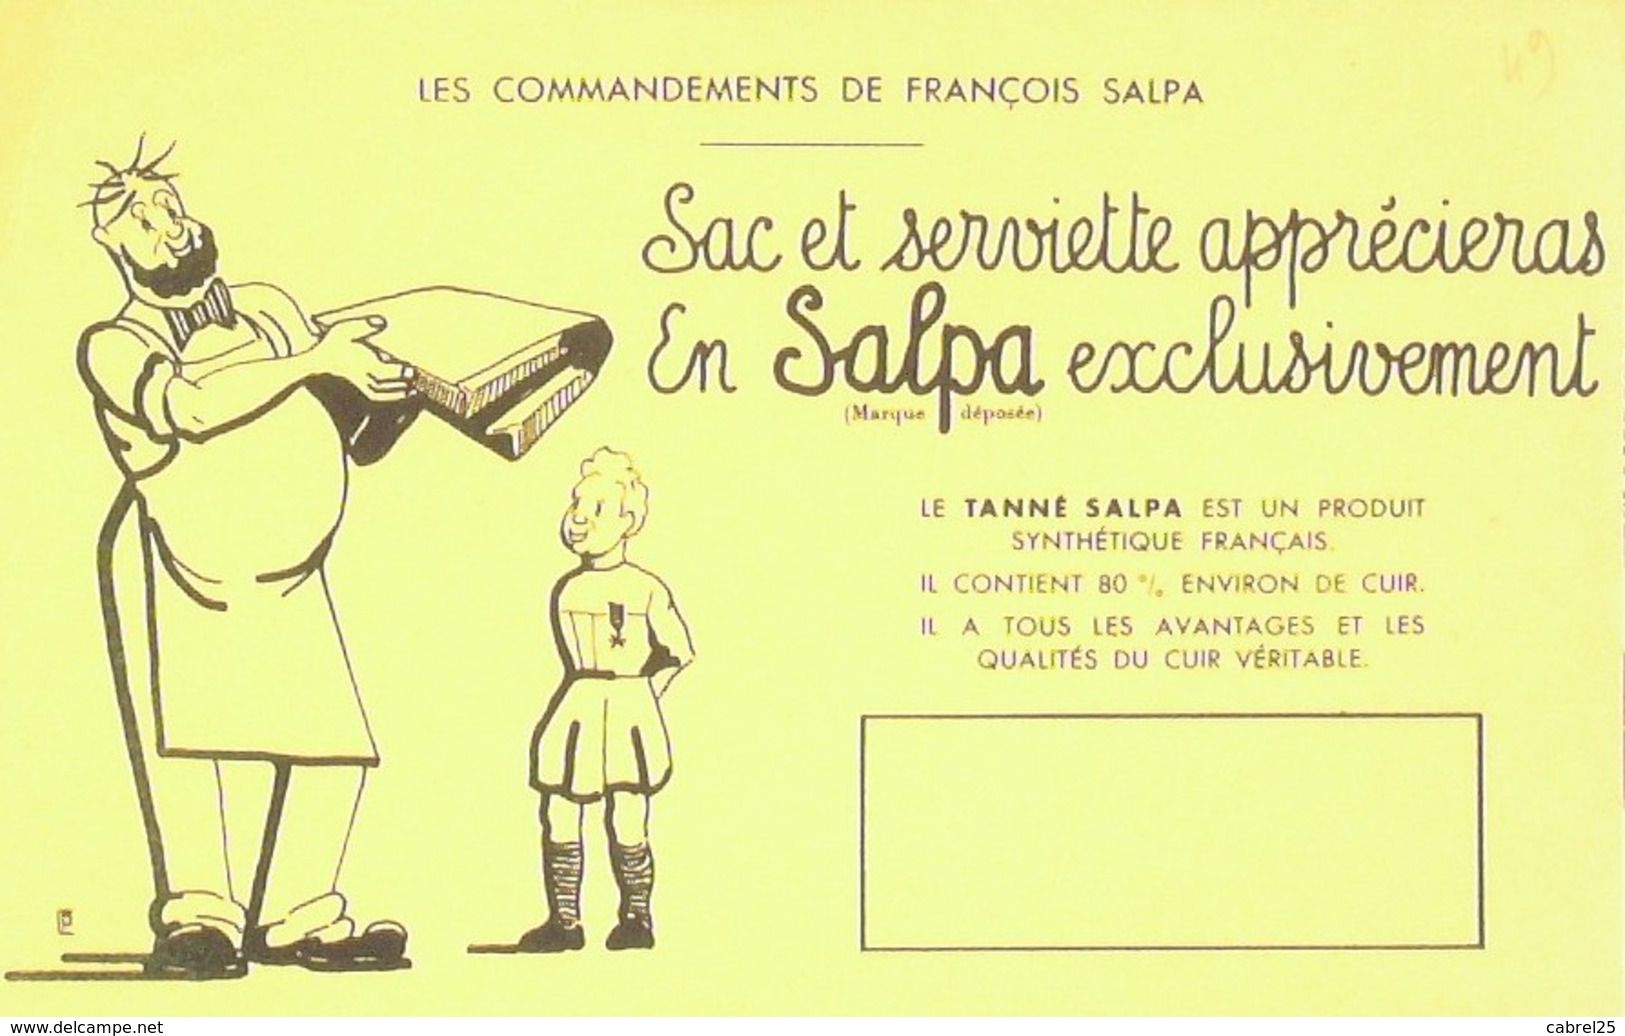 49
LES COMMANDEMENTS DE FRANÇOIS SALPA
Sac et serviette apprécieras
En Salpa exclusivement
(Marque déposée)
LE TANNÉ SALPA EST UN PRODUIT
SYNTHÉTIQUE FRANÇAIS.
IL CONTIENT 80 % ENVIRON DE CUIR.
IL A TOUS LES AVANTAGES ET LES
QUALITÉS DU CUIR VÉRITABLE.
www.delcampe.net
cabrel25